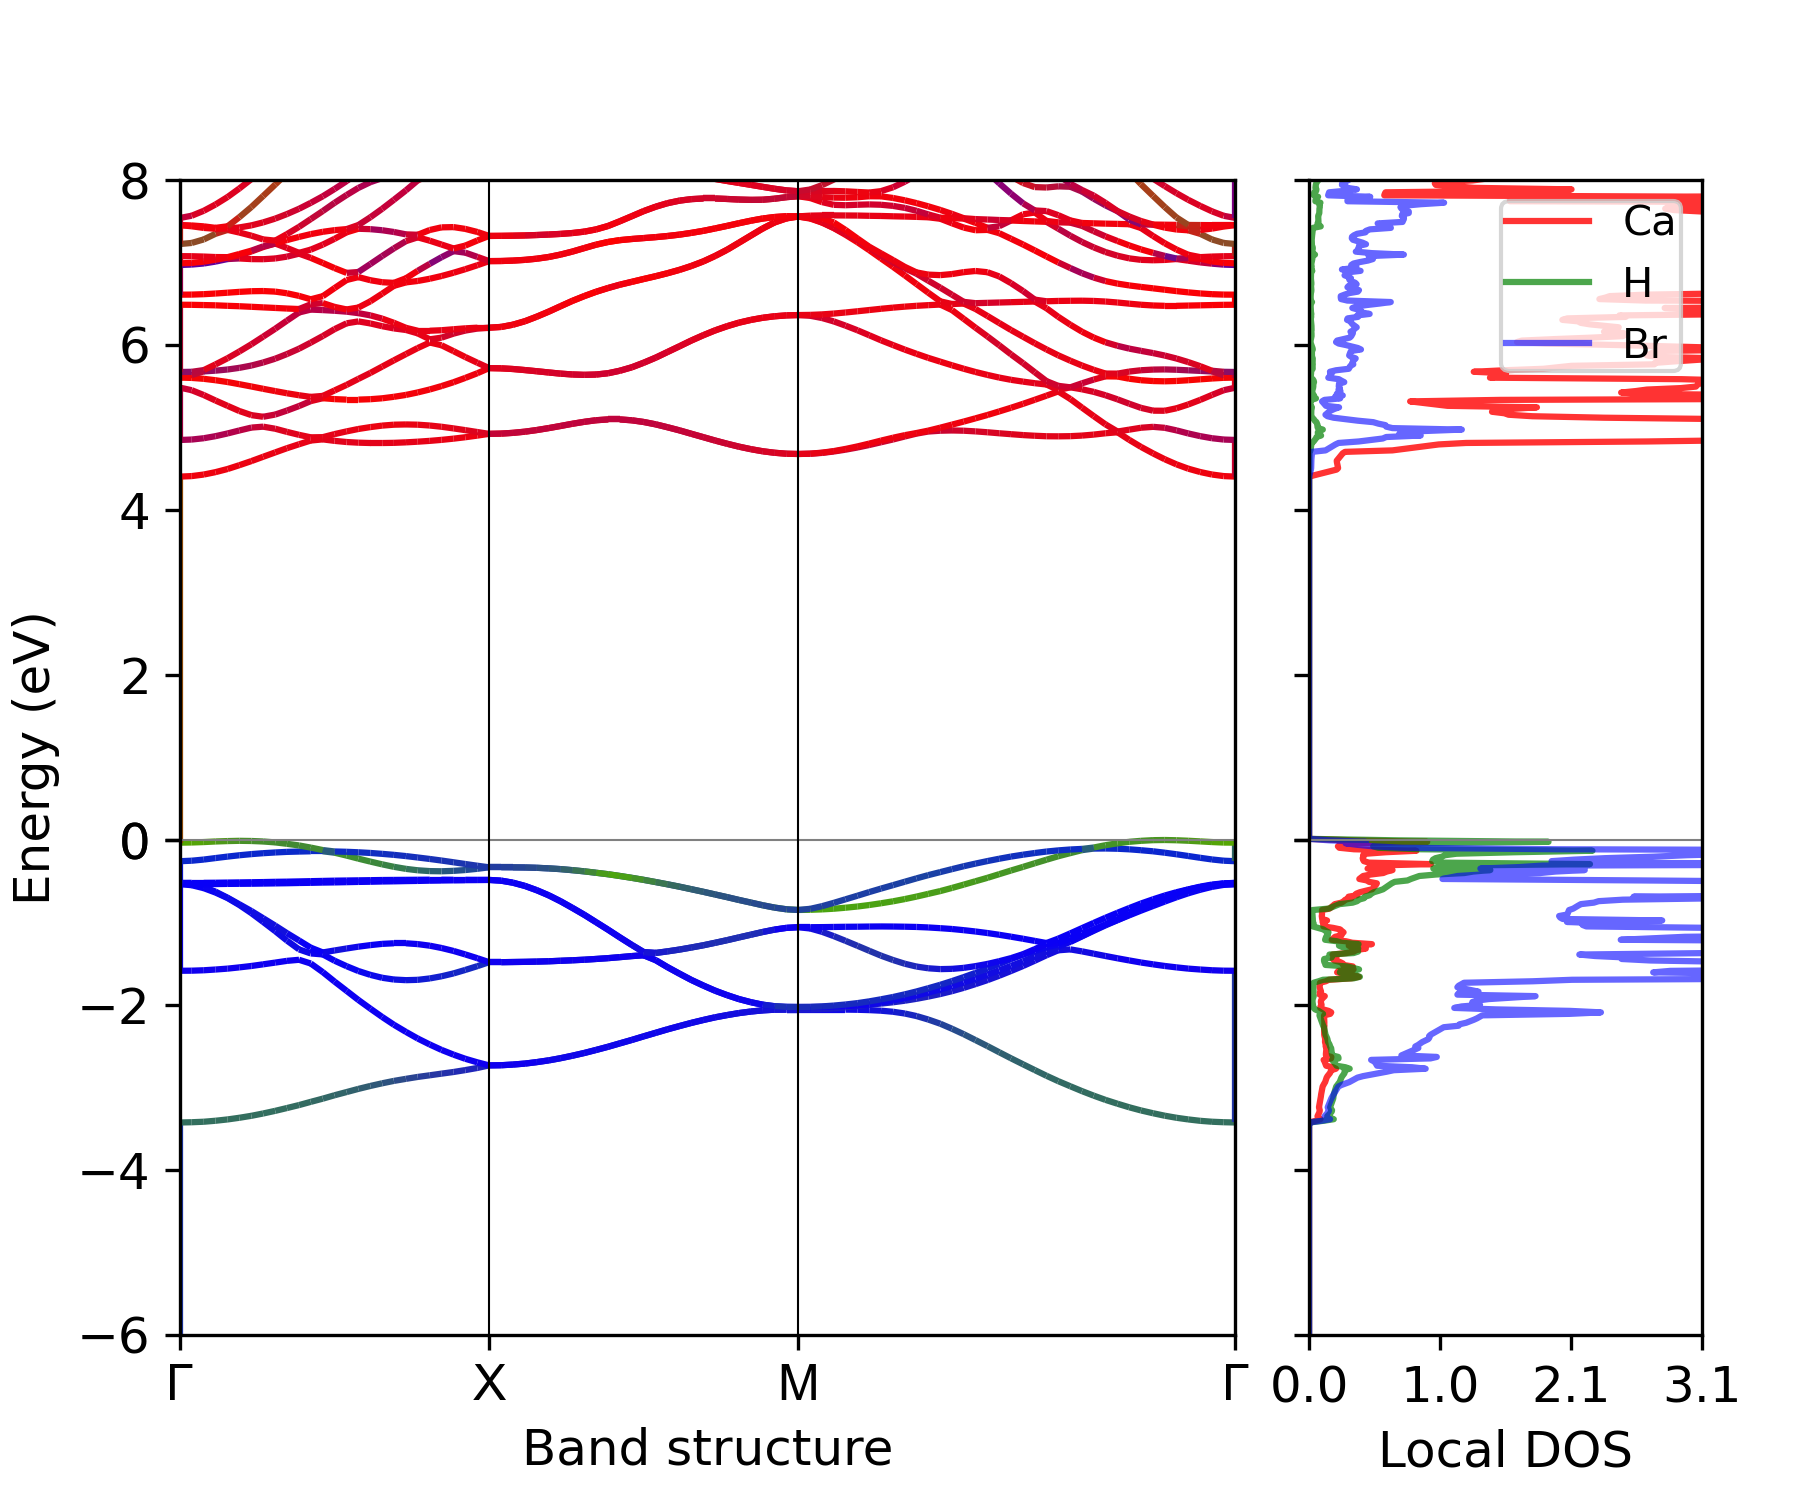 8
6
4
2
0
−2
−4
−6
Energy (eV)
Γ X M Γ
Band structure
Ca
H
Br
0.0 1.0 2.1 3.1
Local DOS